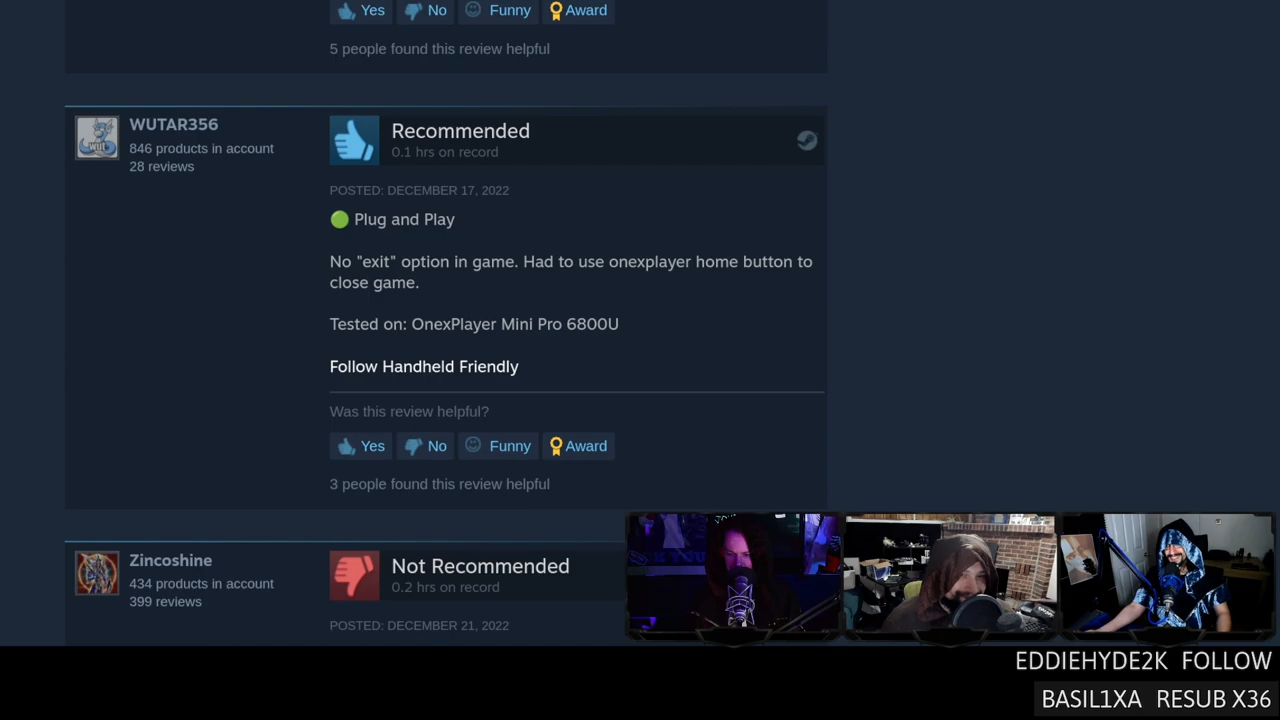 Yes No Funny Award
5 people found this review helpful
WUTAR356
846 products in account
28 reviews
Recommended
0.1 hrs on record
POSTED: DECEMBER 17, 2022
Plug and Play
No "exit" option in game. Had to use onexplayer home button to
close game.
Tested on: OnexPlayer Mini Pro 6800U
Follow Handheld Friendly
Was this review helpful?
Yes No Funny Award
3 people found this review helpful
Zincoshine
434 products in account
399 reviews
Not Recommended
0.2 hrs on record
POSTED: DECEMBER 21, 2022
EDDIEHYDE2K FOLLOW
BASIL1XA RESUB X36